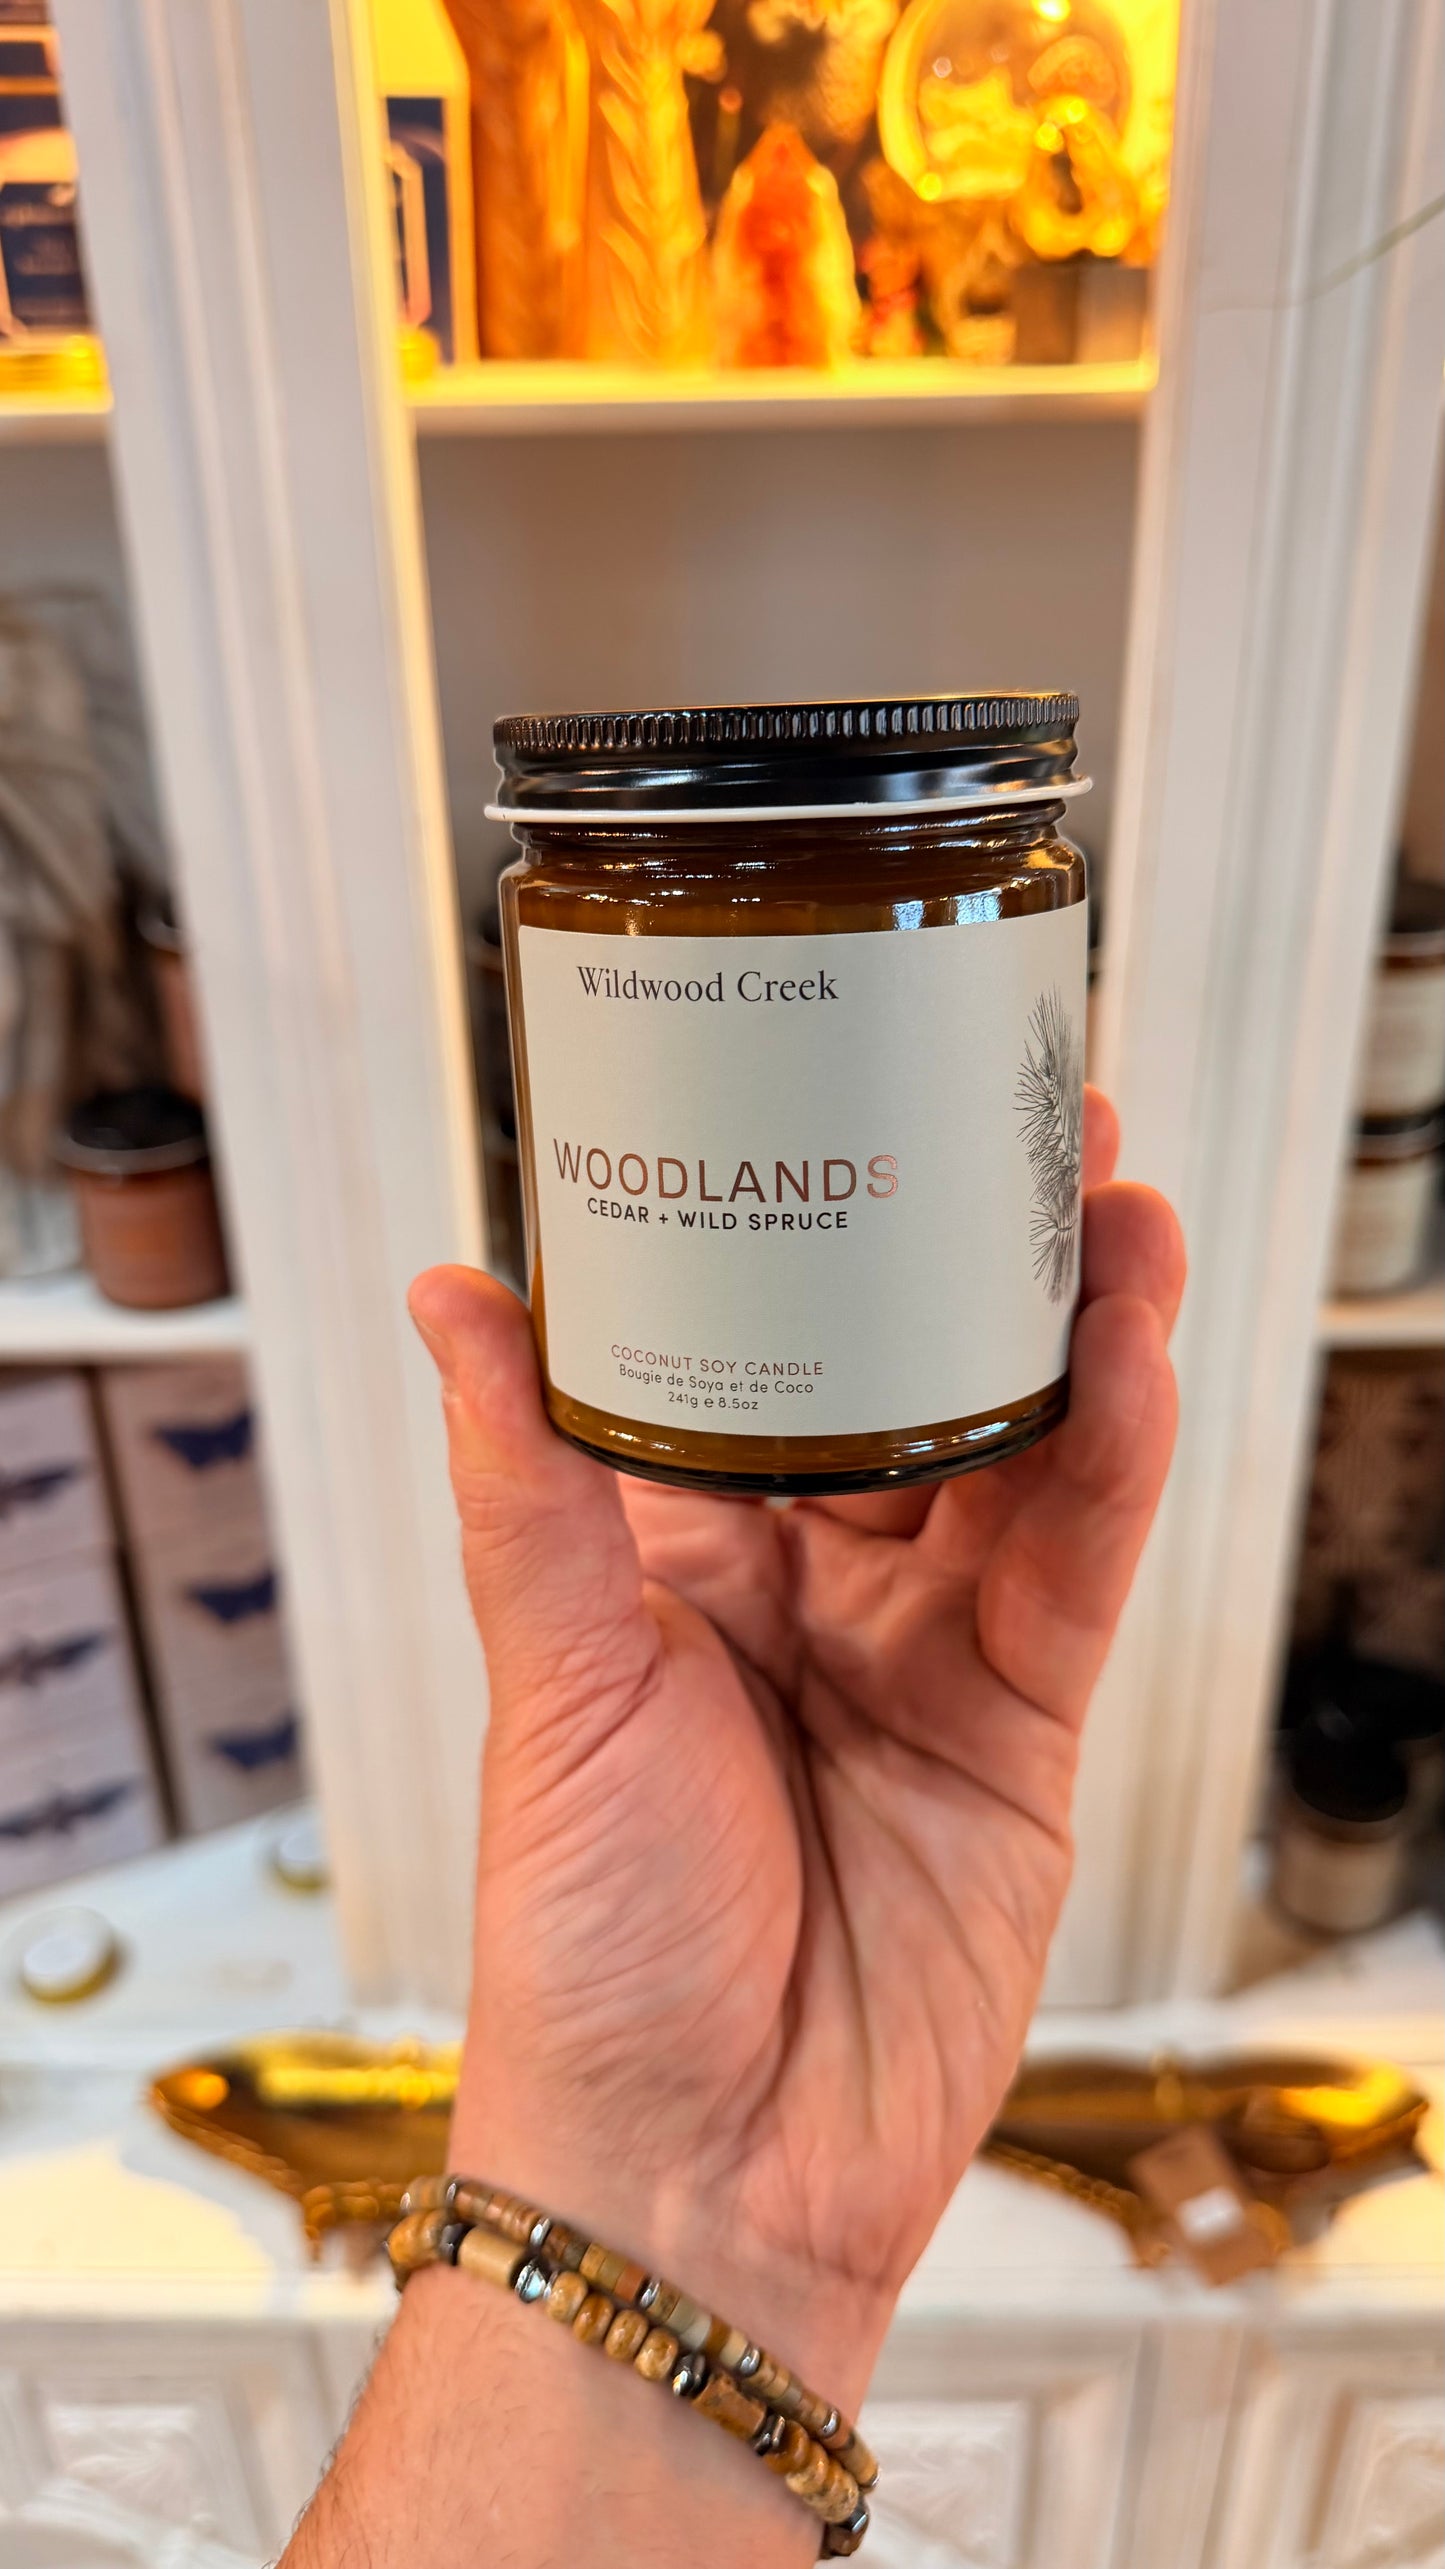 Wildwood Creek
WOODLANDS
CEDAR + WILD SPRUCE
COCONUT SOY CANDLE
Bougie de Soya et de Coco
241g e 8.5oz